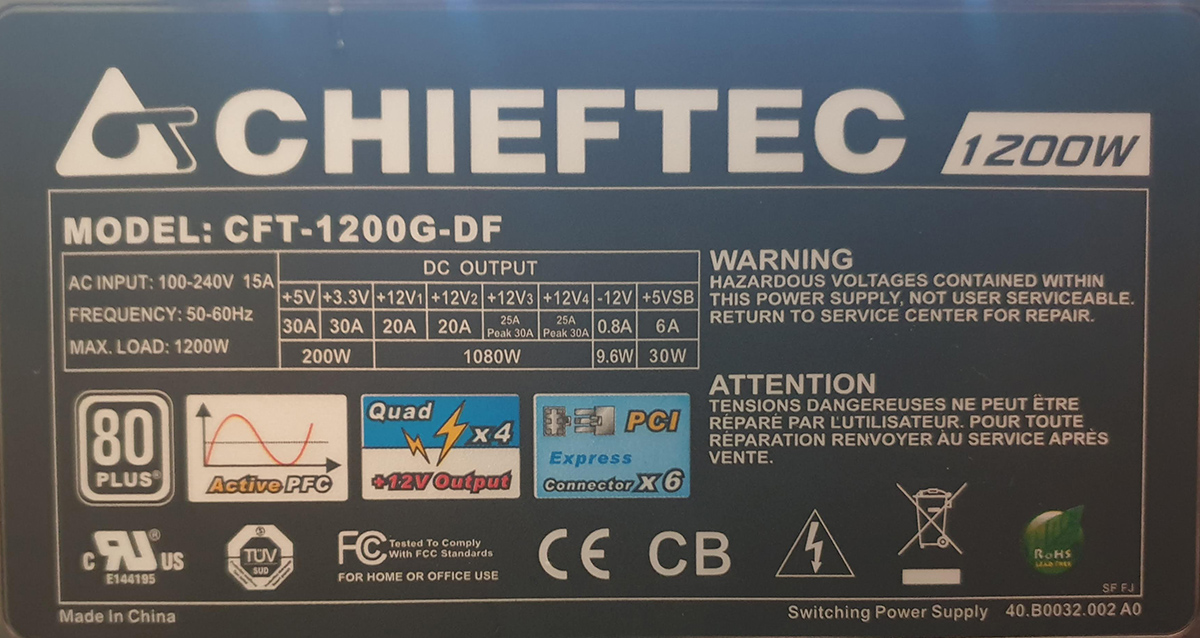 CHIEFTEC
1200W
MODEL: CFT-1200G-DF
AC INPUT: 100-240V 15A
FREQUENCY: 50-60Hz
MAX. LOAD: 1200W
DC OUTPUT
+5V +3.3V +12V1 +12V2 +12V3 +12V4 -12V +5VSB
30A 30A 20A 20A 25A Peak 30A 25A Peak 30A 0.8A 6A
200W 1080W 9.6W 30W
WARNING
HAZARDOUS VOLTAGES CONTAINED WITHIN
THIS POWER SUPPLY, NOT USER SERVICEABLE.
RETURN TO SERVICE CENTER FOR REPAIR.
ATTENTION
TENSIONS DANGEREUSES NE PEUT ÊTRE
RÉPARÉ PAR L'UTILISATEUR. POUR TOUTE
RÉPARATION RENVOYER ÀU SERVICE APRÈS
VENTE.
80
PLUS®
Active PFC
Quad
x4
+12V Output
PCI
Express
Connector x6
c RU ® US
E144195
TÜV
SUD
FC Tested To Comply
With FCC Standards
FOR HOME OR OFFICE USE
CE
CB
RoHS
LEAD FREE
SF FJ
Made In China
Switching Power Supply 40.B0032.002 A0